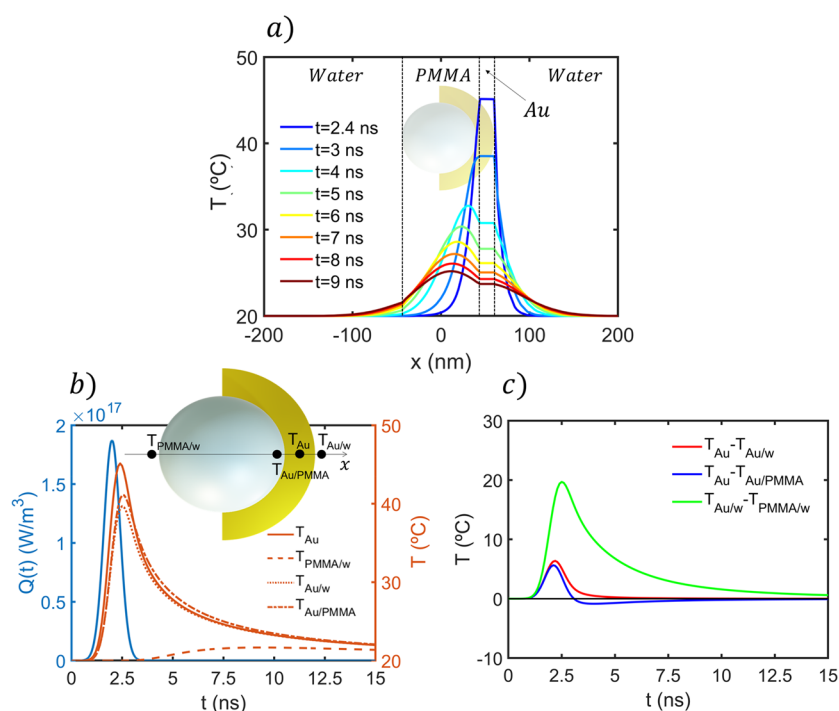 a)
50
40
30
20
T (ºC)
Water PMMA Water
Au
t=2.4 ns
t=3 ns
t=4 ns
t=5 ns
t=6 ns
t=7 ns
t=8 ns
t=9 ns
-200 -100 0 100 200
x (nm)
b)
×10^17
2
1.5
1
0.5
0
Q(t) (W/m³)
T_PMMA/w T_Au T_Au/w
T_Au/PMMA x
T_Au
T_PMMA/w
T_Au/w
T_Au/PMMA
50
40
30
20
T (ºC)
0 2.5 5 7.5 10 12.5 15
t (ns)
c)
30
20
10
0
-10
T (ºC)
T_Au-T_Au/w
T_Au-T_Au/PMMA
T_Au/w-T_PMMA/w
0 2.5 5 7.5 10 12.5 15
t (ns)